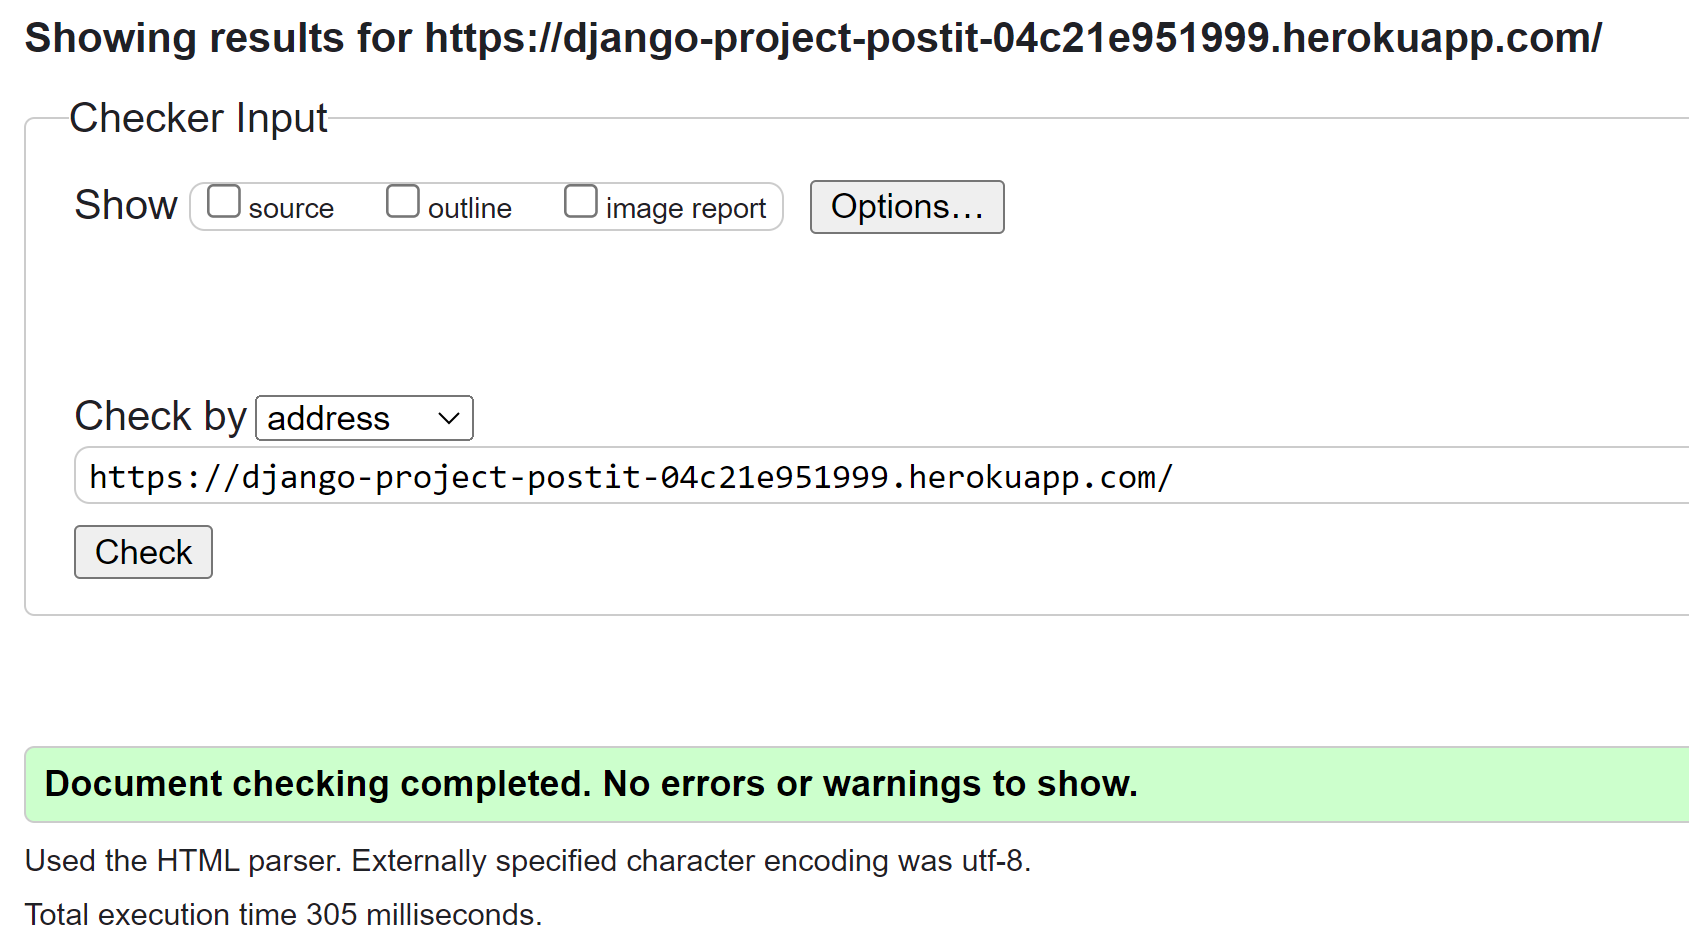 Showing results for https://django-project-postit-04c21e951999.herokuapp.com/
Checker Input
Show source outline image report Options…
Check by address
https://django-project-postit-04c21e951999.herokuapp.com/
Check
Document checking completed. No errors or warnings to show.
Used the HTML parser. Externally specified character encoding was utf-8.
Total execution time 305 milliseconds.